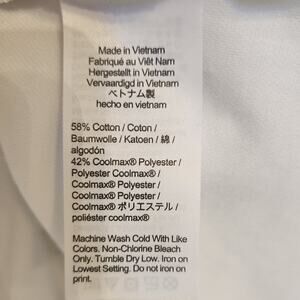 Made in Vietnam
Fabriqué au Viêt Nam
Hergestellt in Vietnam
Vervaardigd in Vietnam
ベトナム製
hecho en vietnam
58% Cotton / Coton /
Baumwolle / Katoen / 綿 /
algodón
42% Coolmax® Polyester /
Polyester Coolmax® /
Coolmax® Polyester /
Coolmax® Polyester /
Coolmax® ポリエステル /
poliéster coolmax®
Machine Wash Cold With Like
Colors. Non-Chlorine Bleach
Only. Tumble Dry Low. Iron on
Lowest Setting. Do not iron on
print.